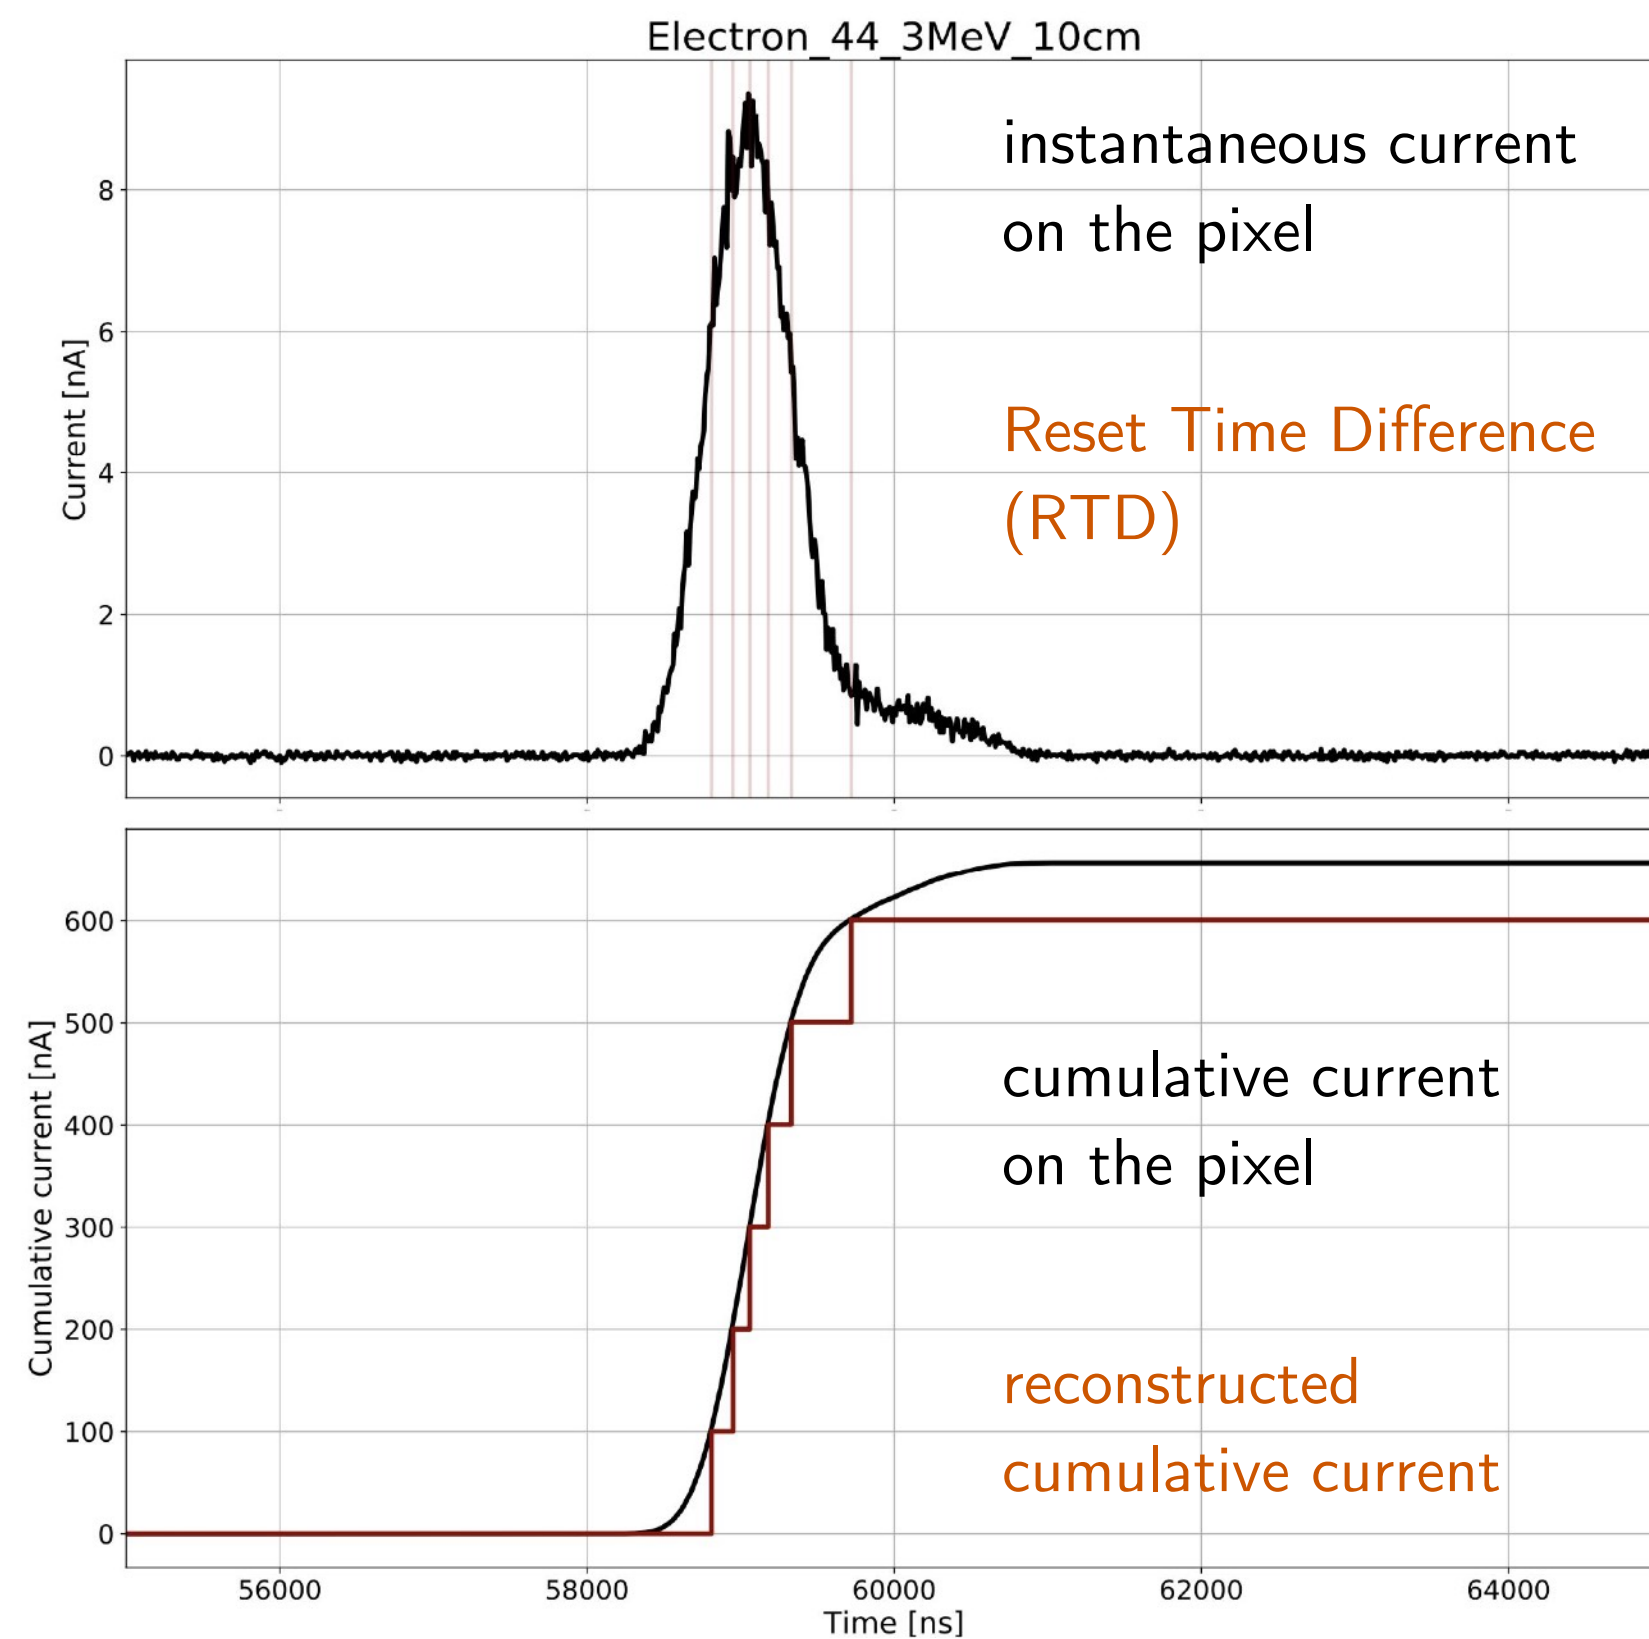 Electron_44_3MeV_10cm
instantaneous current
on the pixel
Reset Time Difference
(RTD)
Current [nA]
8
6
4
2
0
Cumulative current [nA]
600
500
400
300
200
100
0
cumulative current
on the pixel
reconstructed
cumulative current
56000
58000
60000
62000
64000
Time [ns]